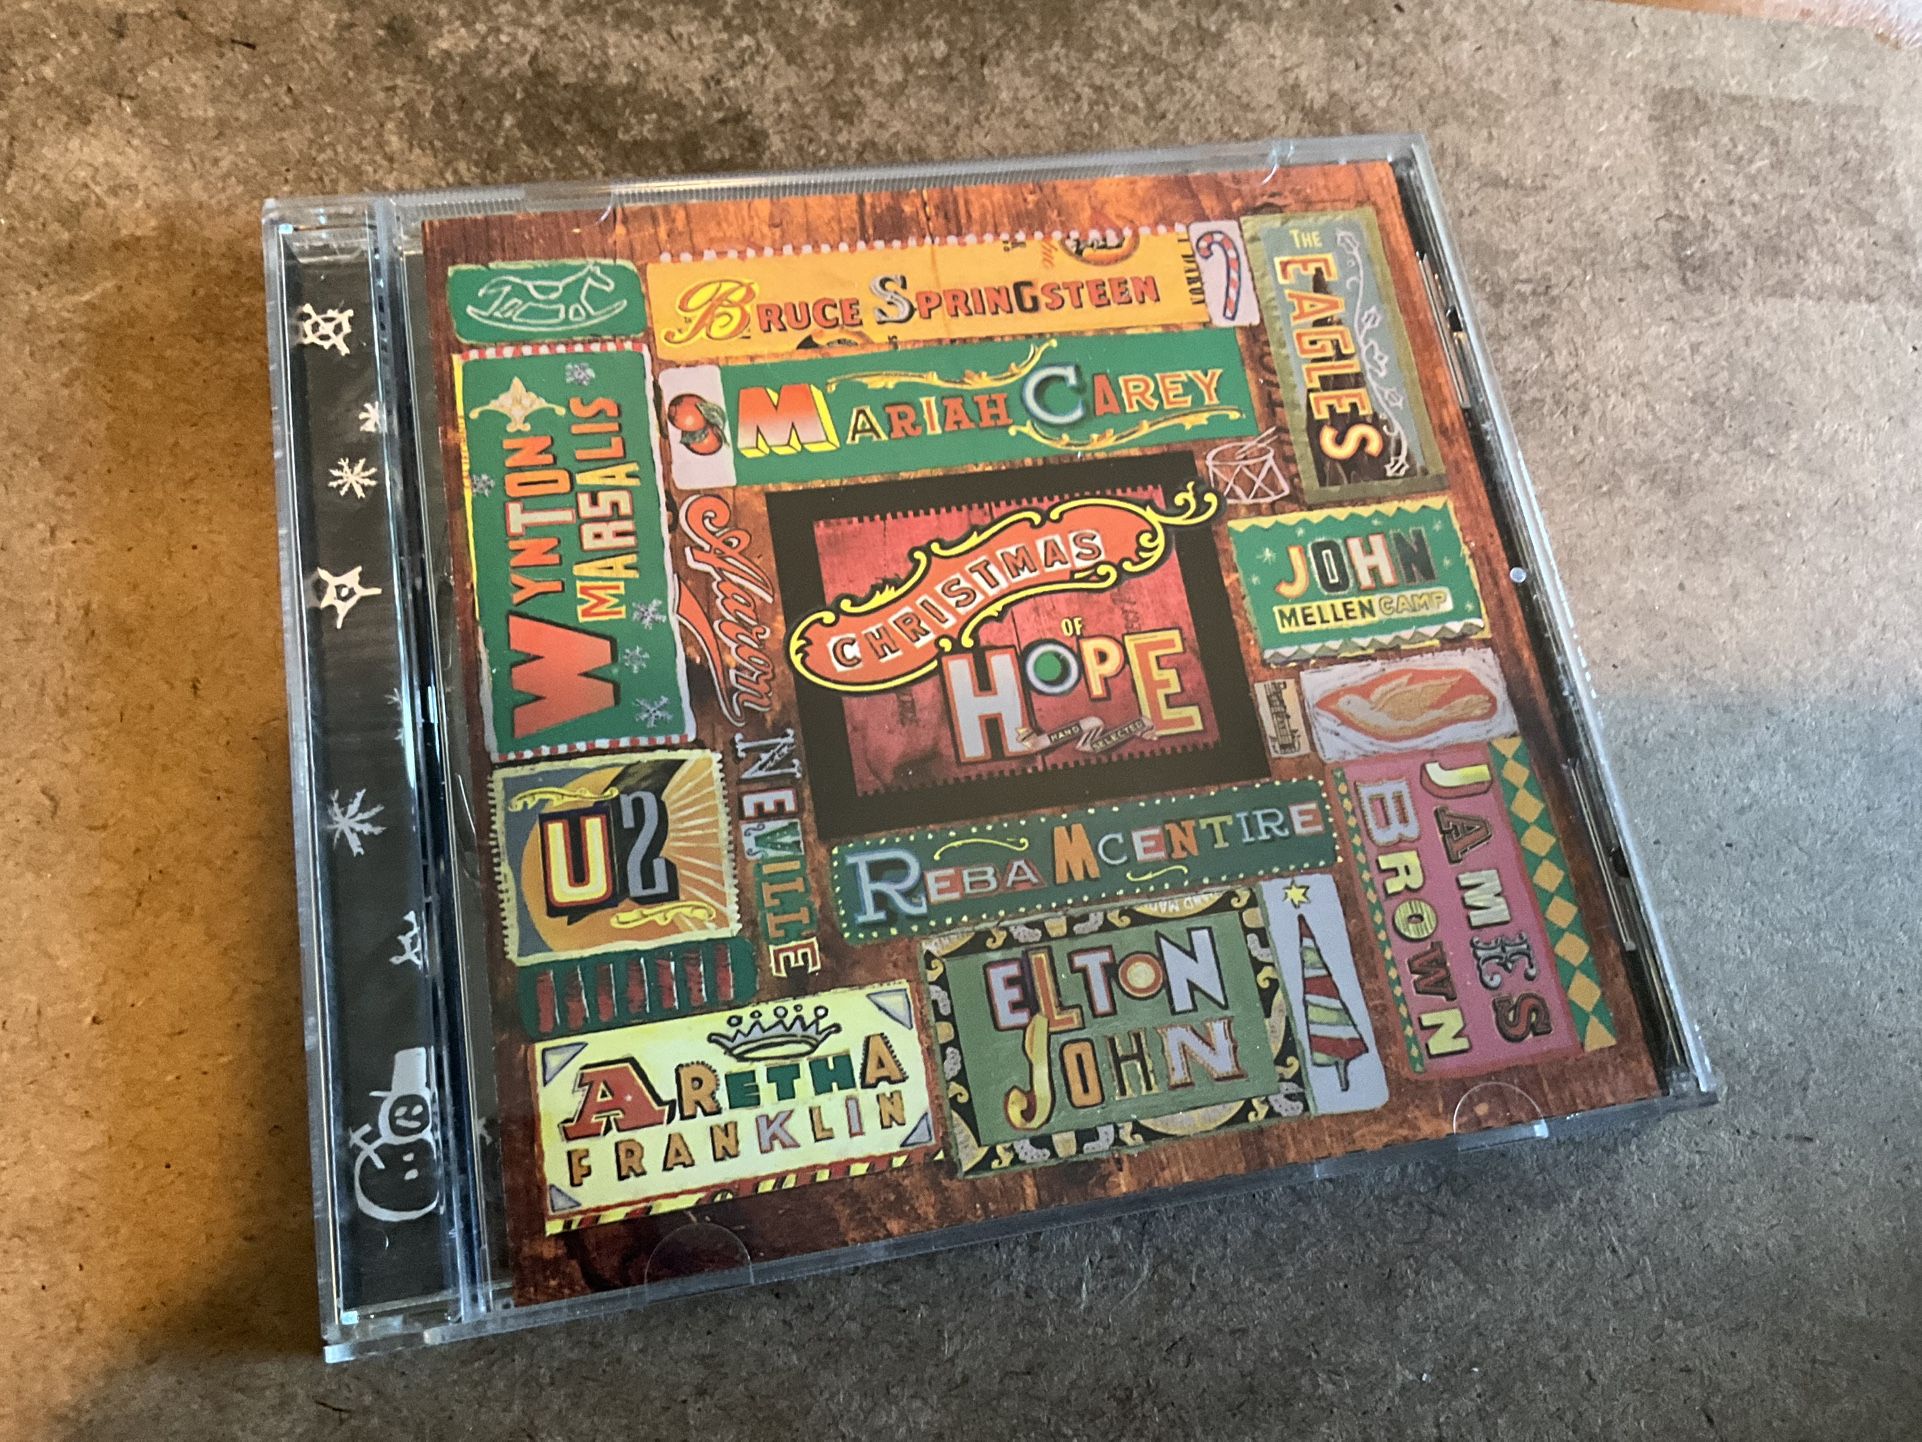 BRUCE SPRINGSTEEN
THE
EAGLES
MARIAH CAREY
WYNTON
MARSALIS
Aaron NEVILLE
CHRISTMAS
OF
HOPE
HAND SELECTED
JOHN
MELLENCAMP
U2
REBA MCENTIRE
JAMES
BROWN
ELTON
JOHN
ARETHA
FRANKLIN